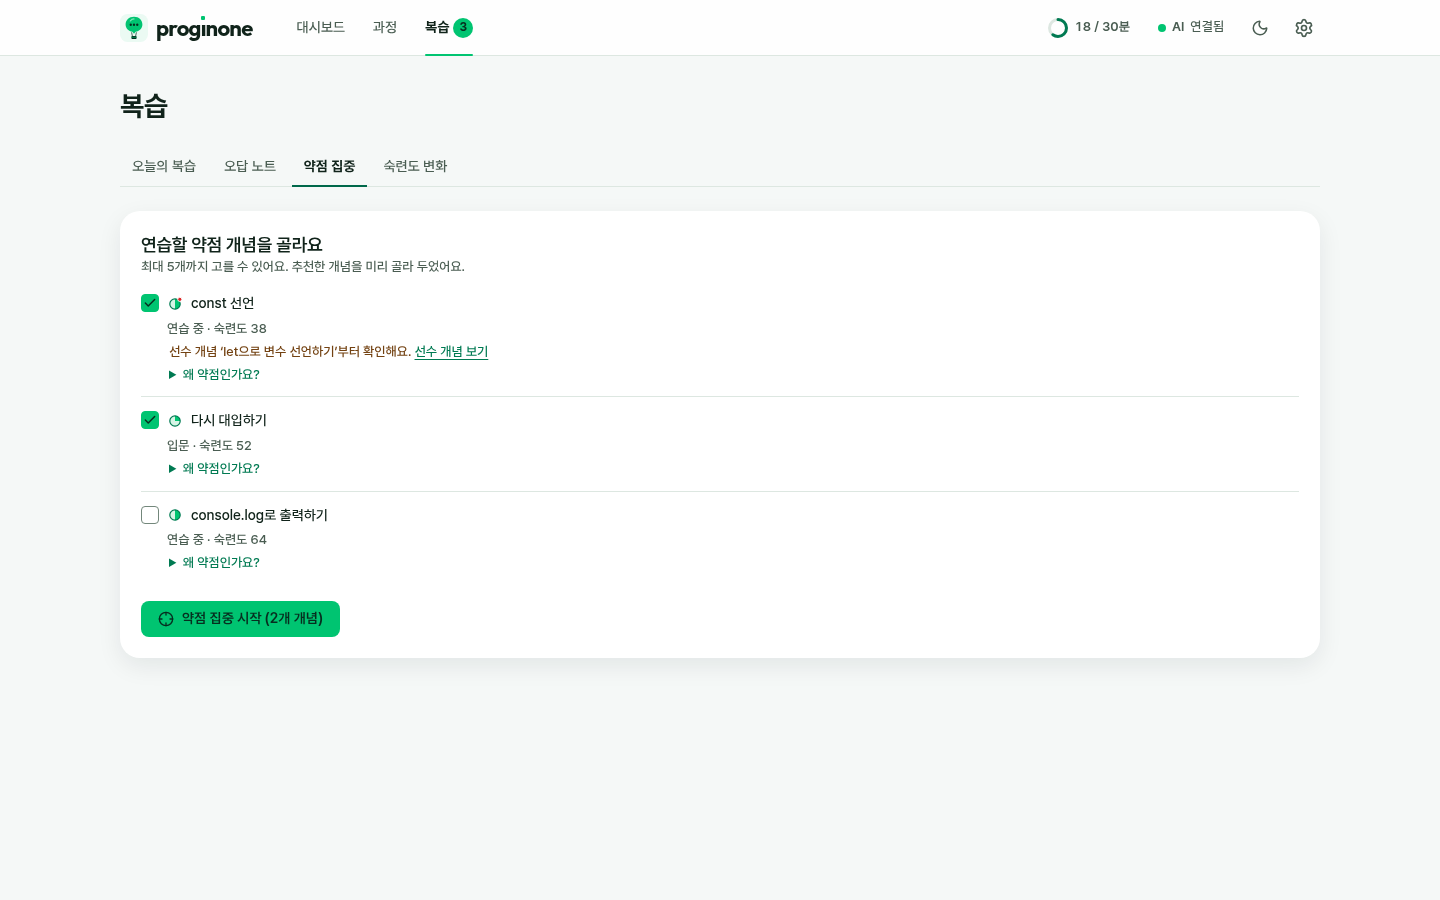 proginone
대시보드
과정
복습 3
18 / 30분
AI 연결됨
복습
오늘의 복습
오답 노트
약점 집중
숙련도 변화
연습할 약점 개념을 골라요
최대 5개까지 고를 수 있어요. 추천한 개념을 미리 골라 두었어요.
const 선언
연습 중 · 숙련도 38
선수 개념 ‘let으로 변수 선언하기’부터 확인해요. 선수 개념 보기
왜 약점인가요?
다시 대입하기
입문 · 숙련도 52
왜 약점인가요?
console.log로 출력하기
연습 중 · 숙련도 64
왜 약점인가요?
약점 집중 시작 (2개 개념)